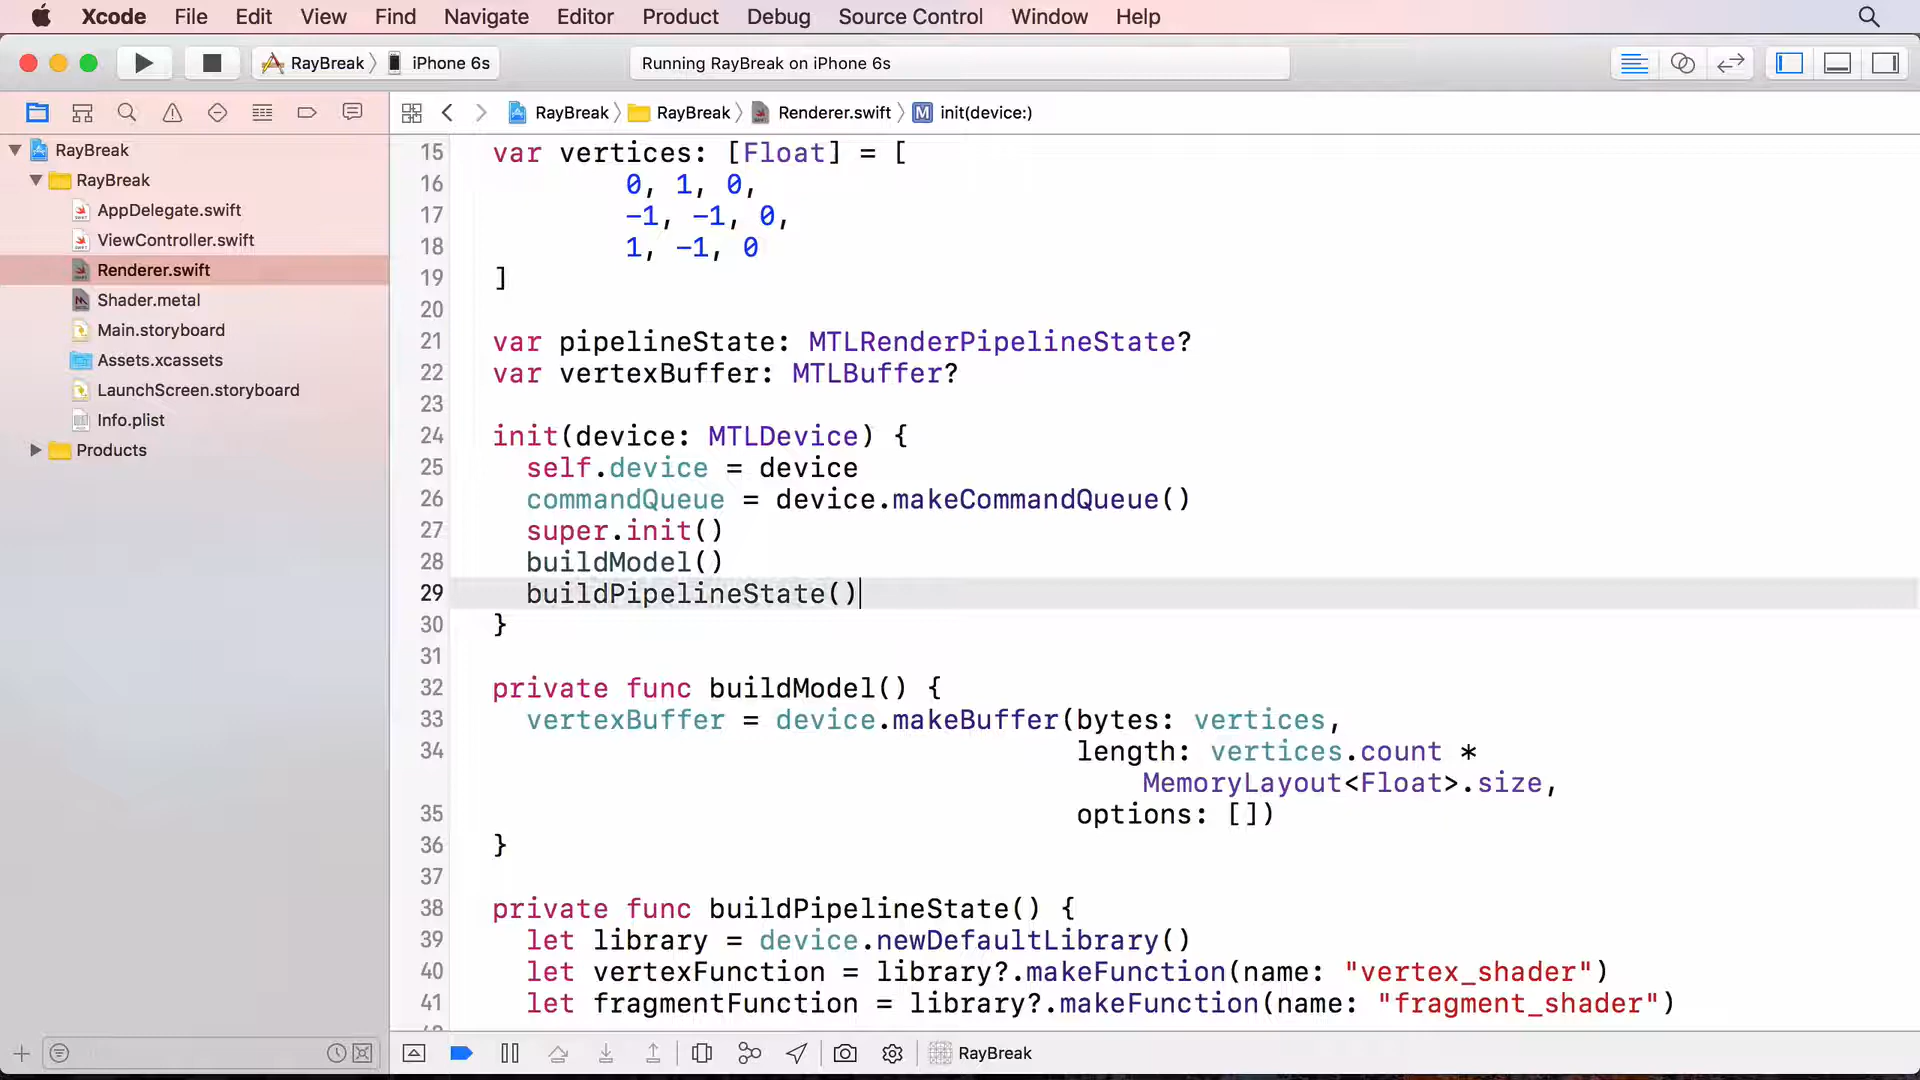 Xcode File Edit View Find Navigate Editor Product Debug Source Control Window Help
RayBreak iPhone 6s
Running RayBreak on iPhone 6s
RayBreak RayBreak Renderer.swift M init(device:)
RayBreak
RayBreak
AppDelegate.swift
ViewController.swift
Renderer.swift
Shader.metal
Main.storyboard
Assets.xcassets
LaunchScreen.storyboard
Info.plist
Products
15 var vertices: [Float] = [
16 0, 1, 0,
17 -1, -1, 0,
18 1, -1, 0
19 ]
20
21 var pipelineState: MTLRenderPipelineState?
22 var vertexBuffer: MTLBuffer?
23
24 init(device: MTLDevice) {
25 self.device = device
26 commandQueue = device.makeCommandQueue()
27 super.init()
28 buildModel()
29 buildPipelineState()
30 }
31
32 private func buildModel() {
33 vertexBuffer = device.makeBuffer(bytes: vertices,
34 length: vertices.count *
MemoryLayout<Float>.size,
35 options: [])
36 }
37
38 private func buildPipelineState() {
39 let library = device.newDefaultLibrary()
40 let vertexFunction = library?.makeFunction(name: "vertex_shader")
41 let fragmentFunction = library?.makeFunction(name: "fragment_shader")
RayBreak